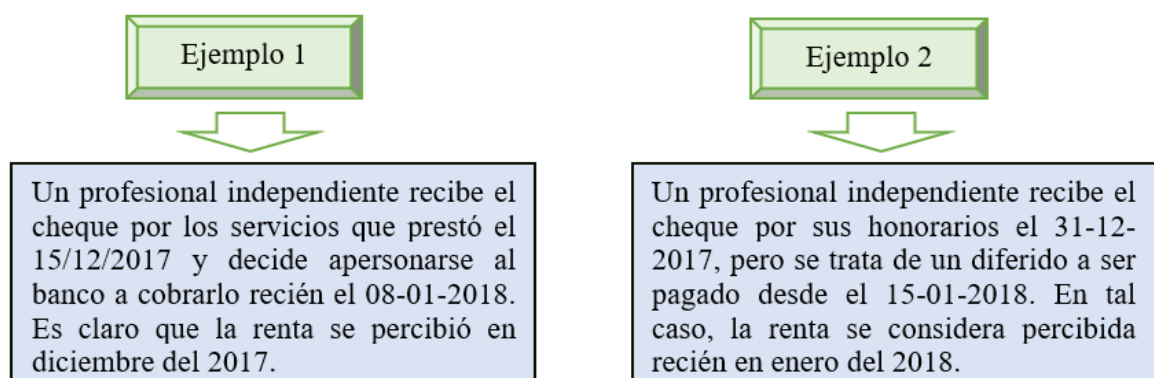 Ejemplo 1
Un profesional independiente recibe el
cheque por los servicios que prestó el
15/12/2017 y decide apersonarse al
banco a cobrarlo recién el 08-01-2018.
Es claro que la renta se percibió en
diciembre del 2017.
Ejemplo 2
Un profesional independiente recibe el
cheque por sus honorarios el 31-12-
2017, pero se trata de un diferido a ser
pagado desde el 15-01-2018. En tal
caso, la renta se considera percibida
recién en enero del 2018.